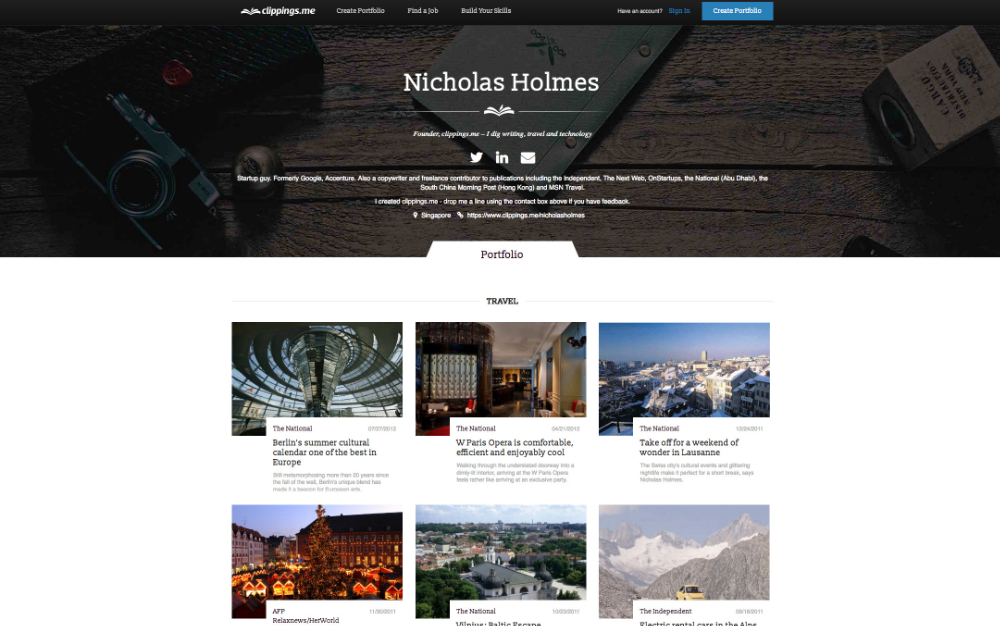 clippings.me Create Portfolio Find a Job Build Your Skills Have an account? Sign In Create Portfolio
CARGO
DISTRIBUTION
NEW YORK
Nicholas Holmes
Founder, clippings.me – I dig writing, travel and technology
Startup guy. Formerly Google, Accenture. Also a copywriter and freelance contributor to publications including the Independent, The Next Web, OnStartups, the National (Abu Dhabi), the
South China Morning Post (Hong Kong) and MSN Travel.
I created clippings.me - drop me a line using the contact box above if you have feedback.
Singapore https://www.clippings.me/nicholasholmes
Portfolio
TRAVEL
The National 07/27/2012
Berlin's summer cultural
calendar one of the best in
Europe
Still metamorphosing more than 20 years since
the fall of the wall, Berlin's unique blend has
made it a beacon for European arts.
The National 04/21/2012
W Paris Opera is comfortable,
efficient and enjoyably cool
Walking through the understated doorway into a
dimly-lit interior, arriving at the W Paris Opera
feels rather like arriving at an exclusive party.
The National 12/24/2011
Take off for a weekend of
wonder in Lausanne
The Swiss city's cultural events and glittering
nightlife make it perfect for a short break, says
Nicholas Holmes.
AFP 11/30/2011
Relaxnews/HerWorld
The National 10/23/2011
Vilnius: Baltic Escape
The Independent 09/16/2011
Electric rental cars in the Alps